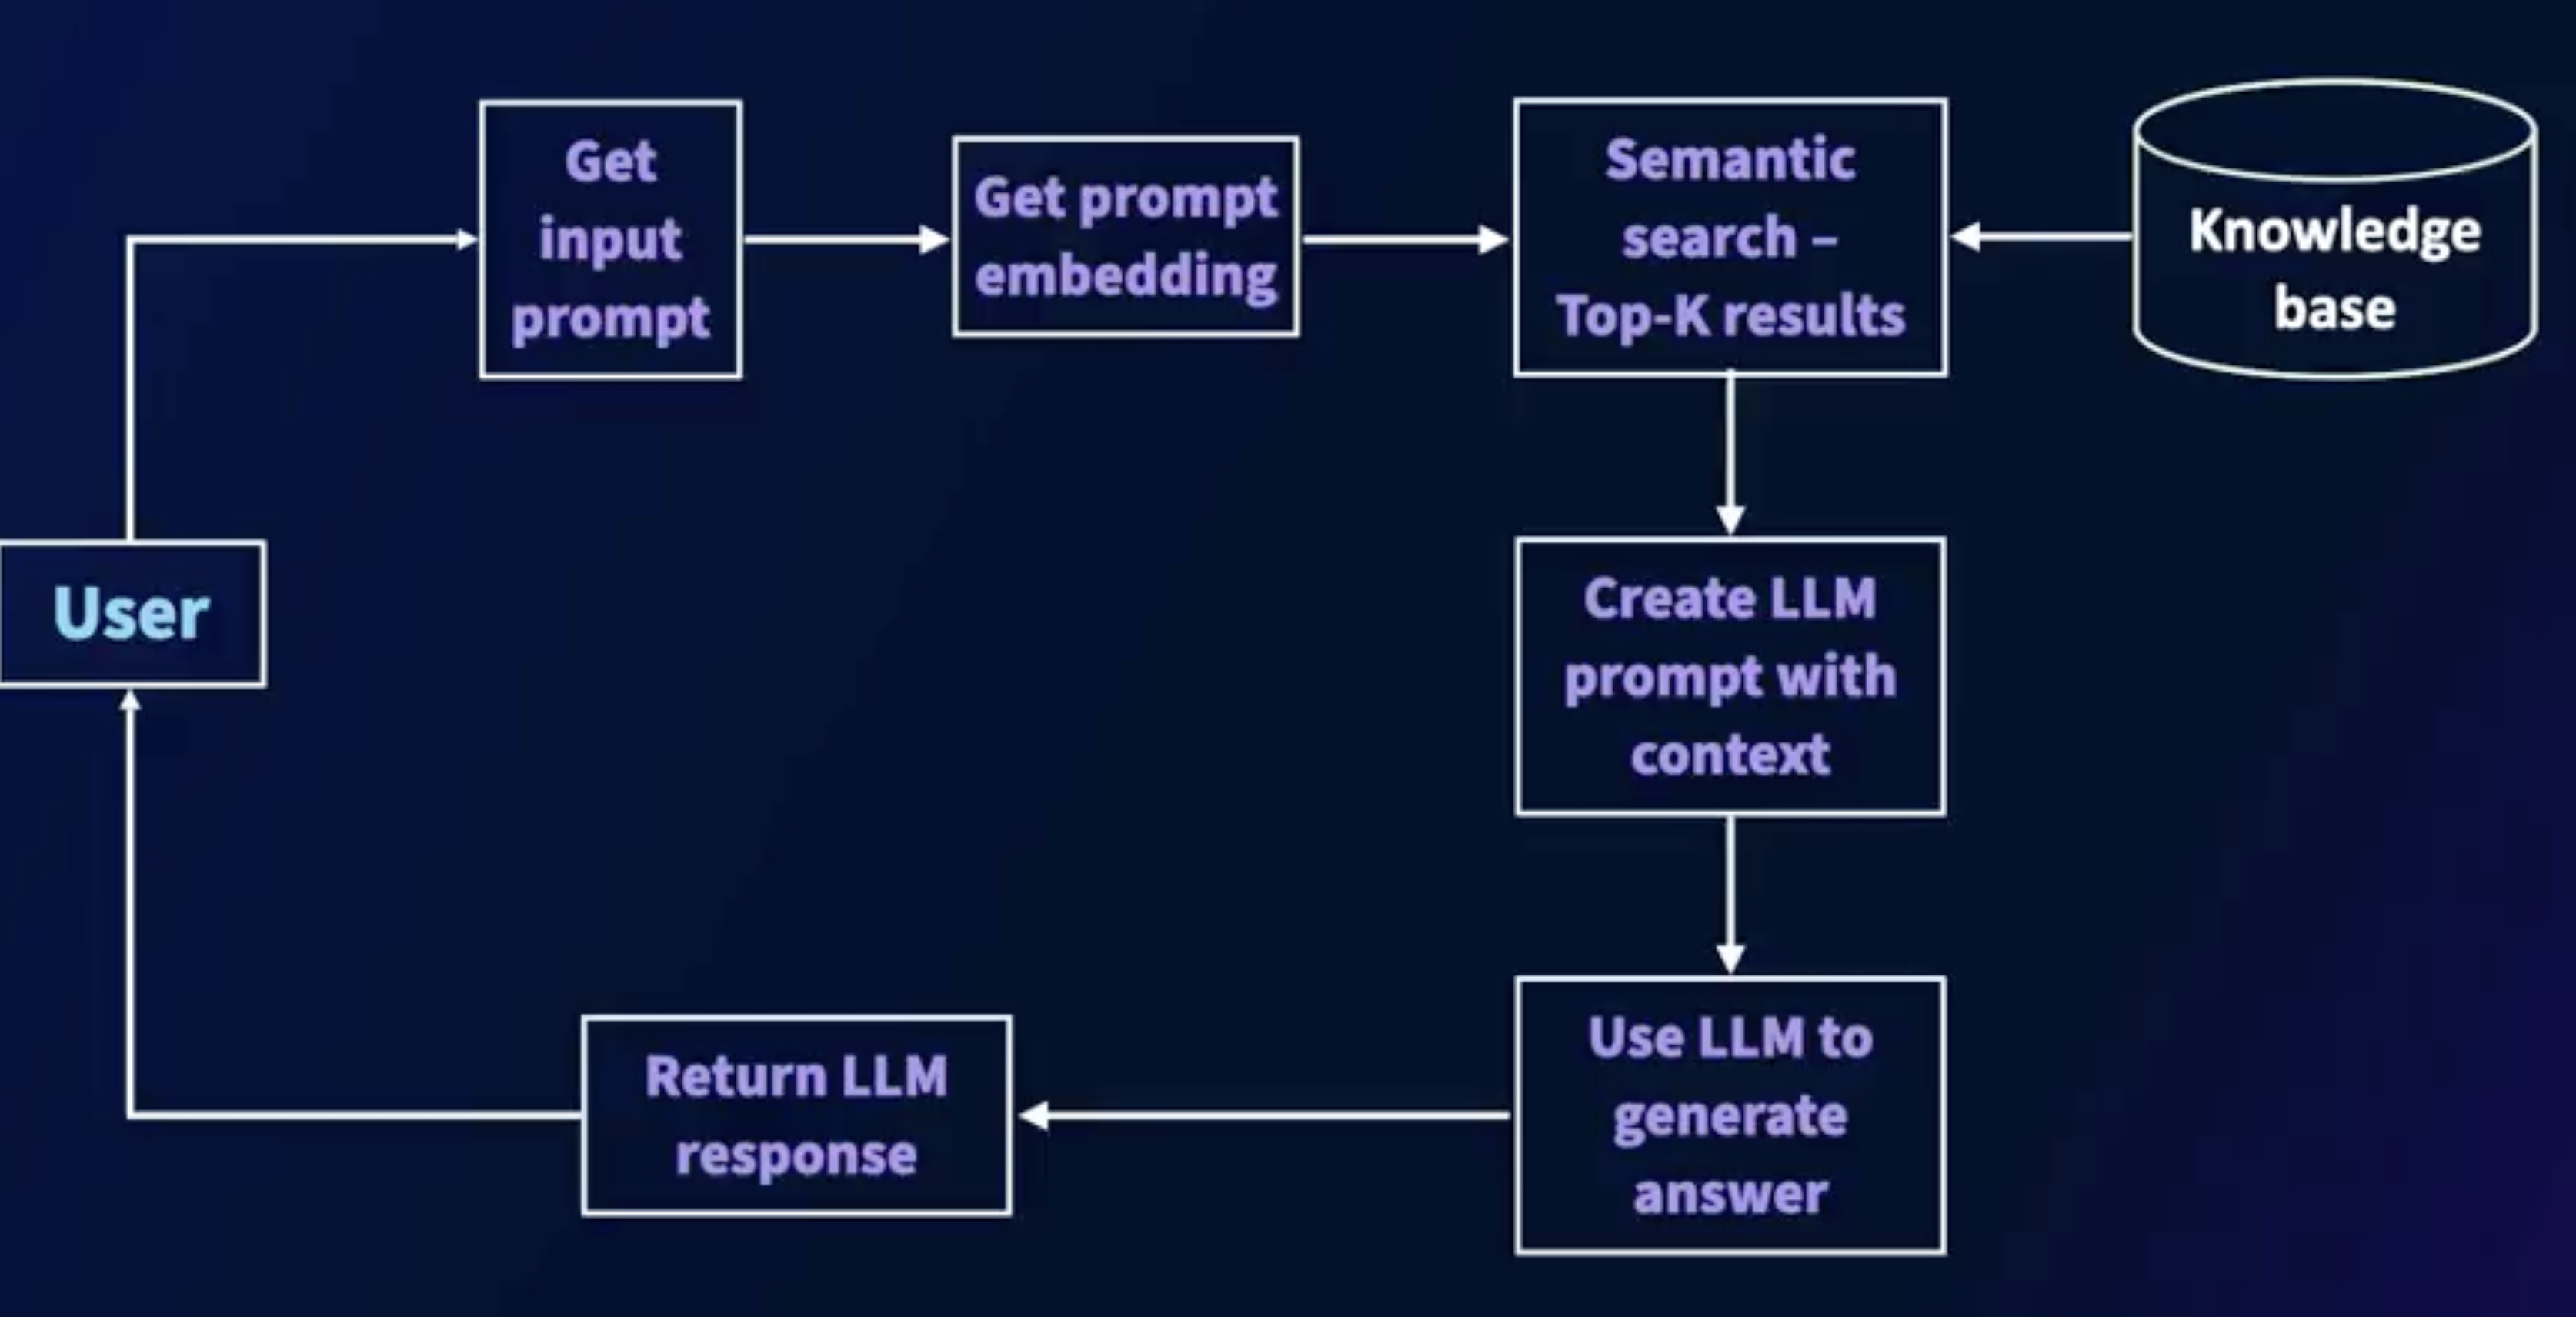 Get
input
prompt
Get prompt
embedding
Semantic
search –
Top-K results
Knowledge
base
User
Create LLM
prompt with
context
Use LLM to
generate
answer
Return LLM
response